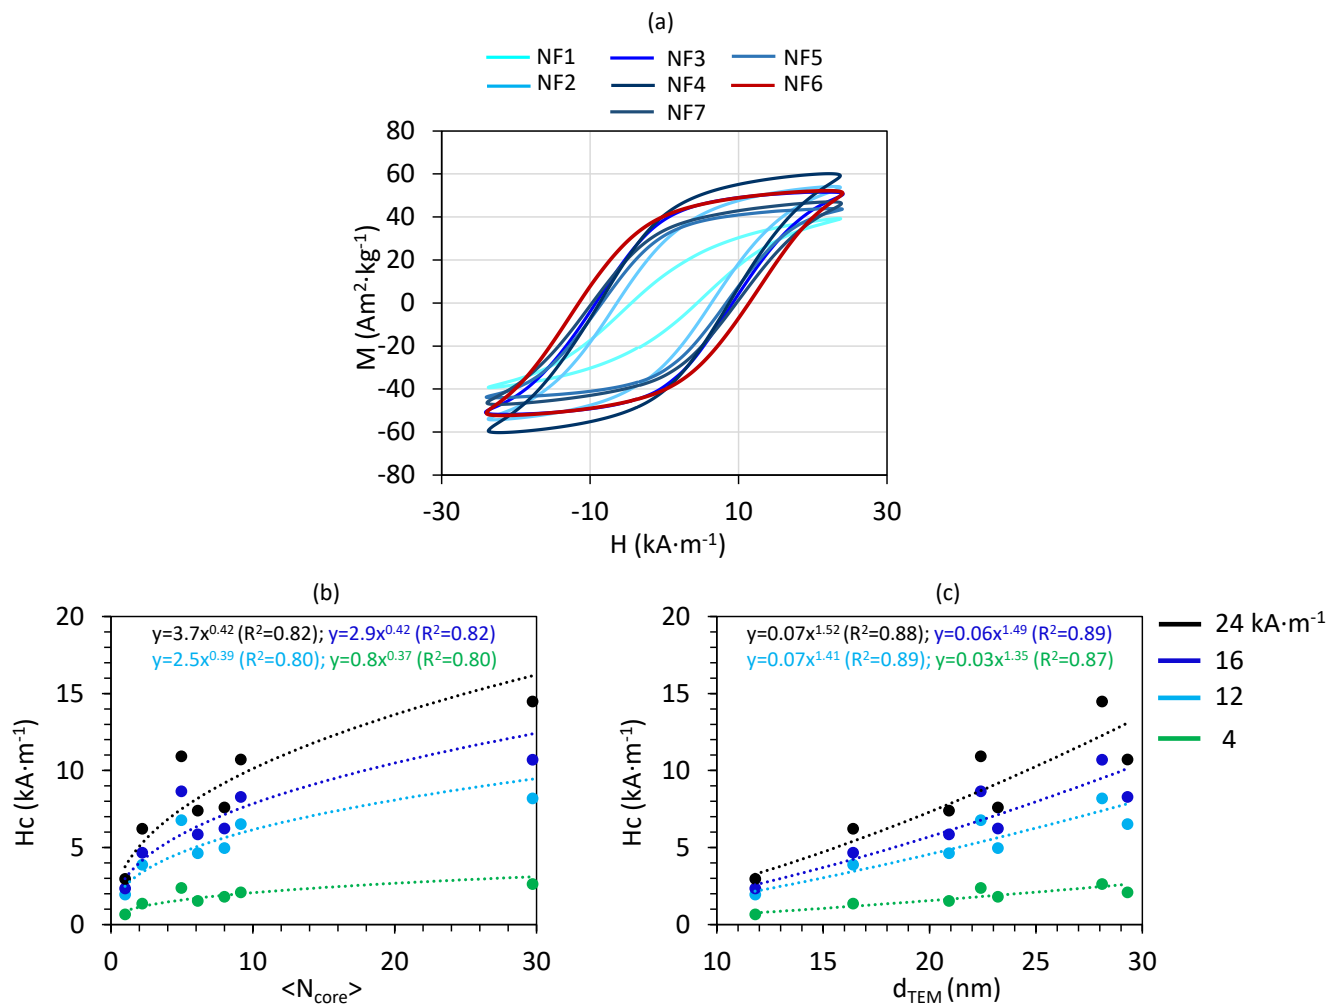 (a)
NF1 NF3 NF5
NF2 NF4 NF6
NF7
80
60
40
20
0
-20
-40
-60
-80
M (Am²·kg⁻¹)
-30 -10 10 30
H (kA·m⁻¹)
(b)
20
15
10
5
0
Hc (kA·m⁻¹)
y=3.7x^0.42 (R²=0.82); y=2.9x^0.42 (R²=0.82)
y=2.5x^0.39 (R²=0.80); y=0.8x^0.37 (R²=0.80)
0 10 20 30
<N_core>
(c)
20
15
10
5
0
Hc (kA·m⁻¹)
y=0.07x^1.52 (R²=0.88); y=0.06x^1.49 (R²=0.89)
y=0.07x^1.41 (R²=0.89); y=0.03x^1.35 (R²=0.87)
10 15 20 25 30
d_TEM (nm)
24 kA·m⁻¹
16
12
4